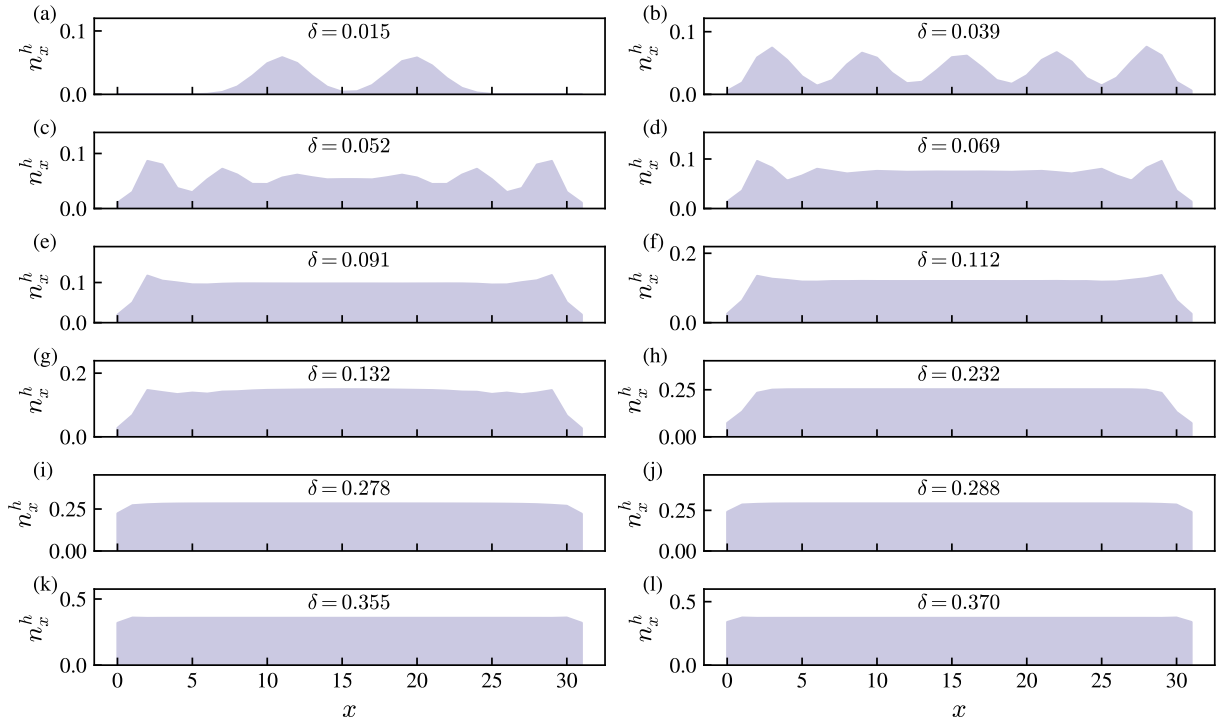 (a)
δ = 0.015
n_x^h
0.1
0.0
(b)
δ = 0.039
n_x^h
0.1
0.0
(c)
δ = 0.052
n_x^h
0.1
0.0
(d)
δ = 0.069
n_x^h
0.1
0.0
(e)
δ = 0.091
n_x^h
0.1
0.0
(f)
δ = 0.112
n_x^h
0.2
0.0
(g)
δ = 0.132
n_x^h
0.2
0.0
(h)
δ = 0.232
n_x^h
0.25
0.00
(i)
δ = 0.278
n_x^h
0.25
0.00
(j)
δ = 0.288
n_x^h
0.25
0.00
(k)
δ = 0.355
n_x^h
0.5
0.0
0 5 10 15 20 25 30
x
(l)
δ = 0.370
n_x^h
0.5
0.0
0 5 10 15 20 25 30
x